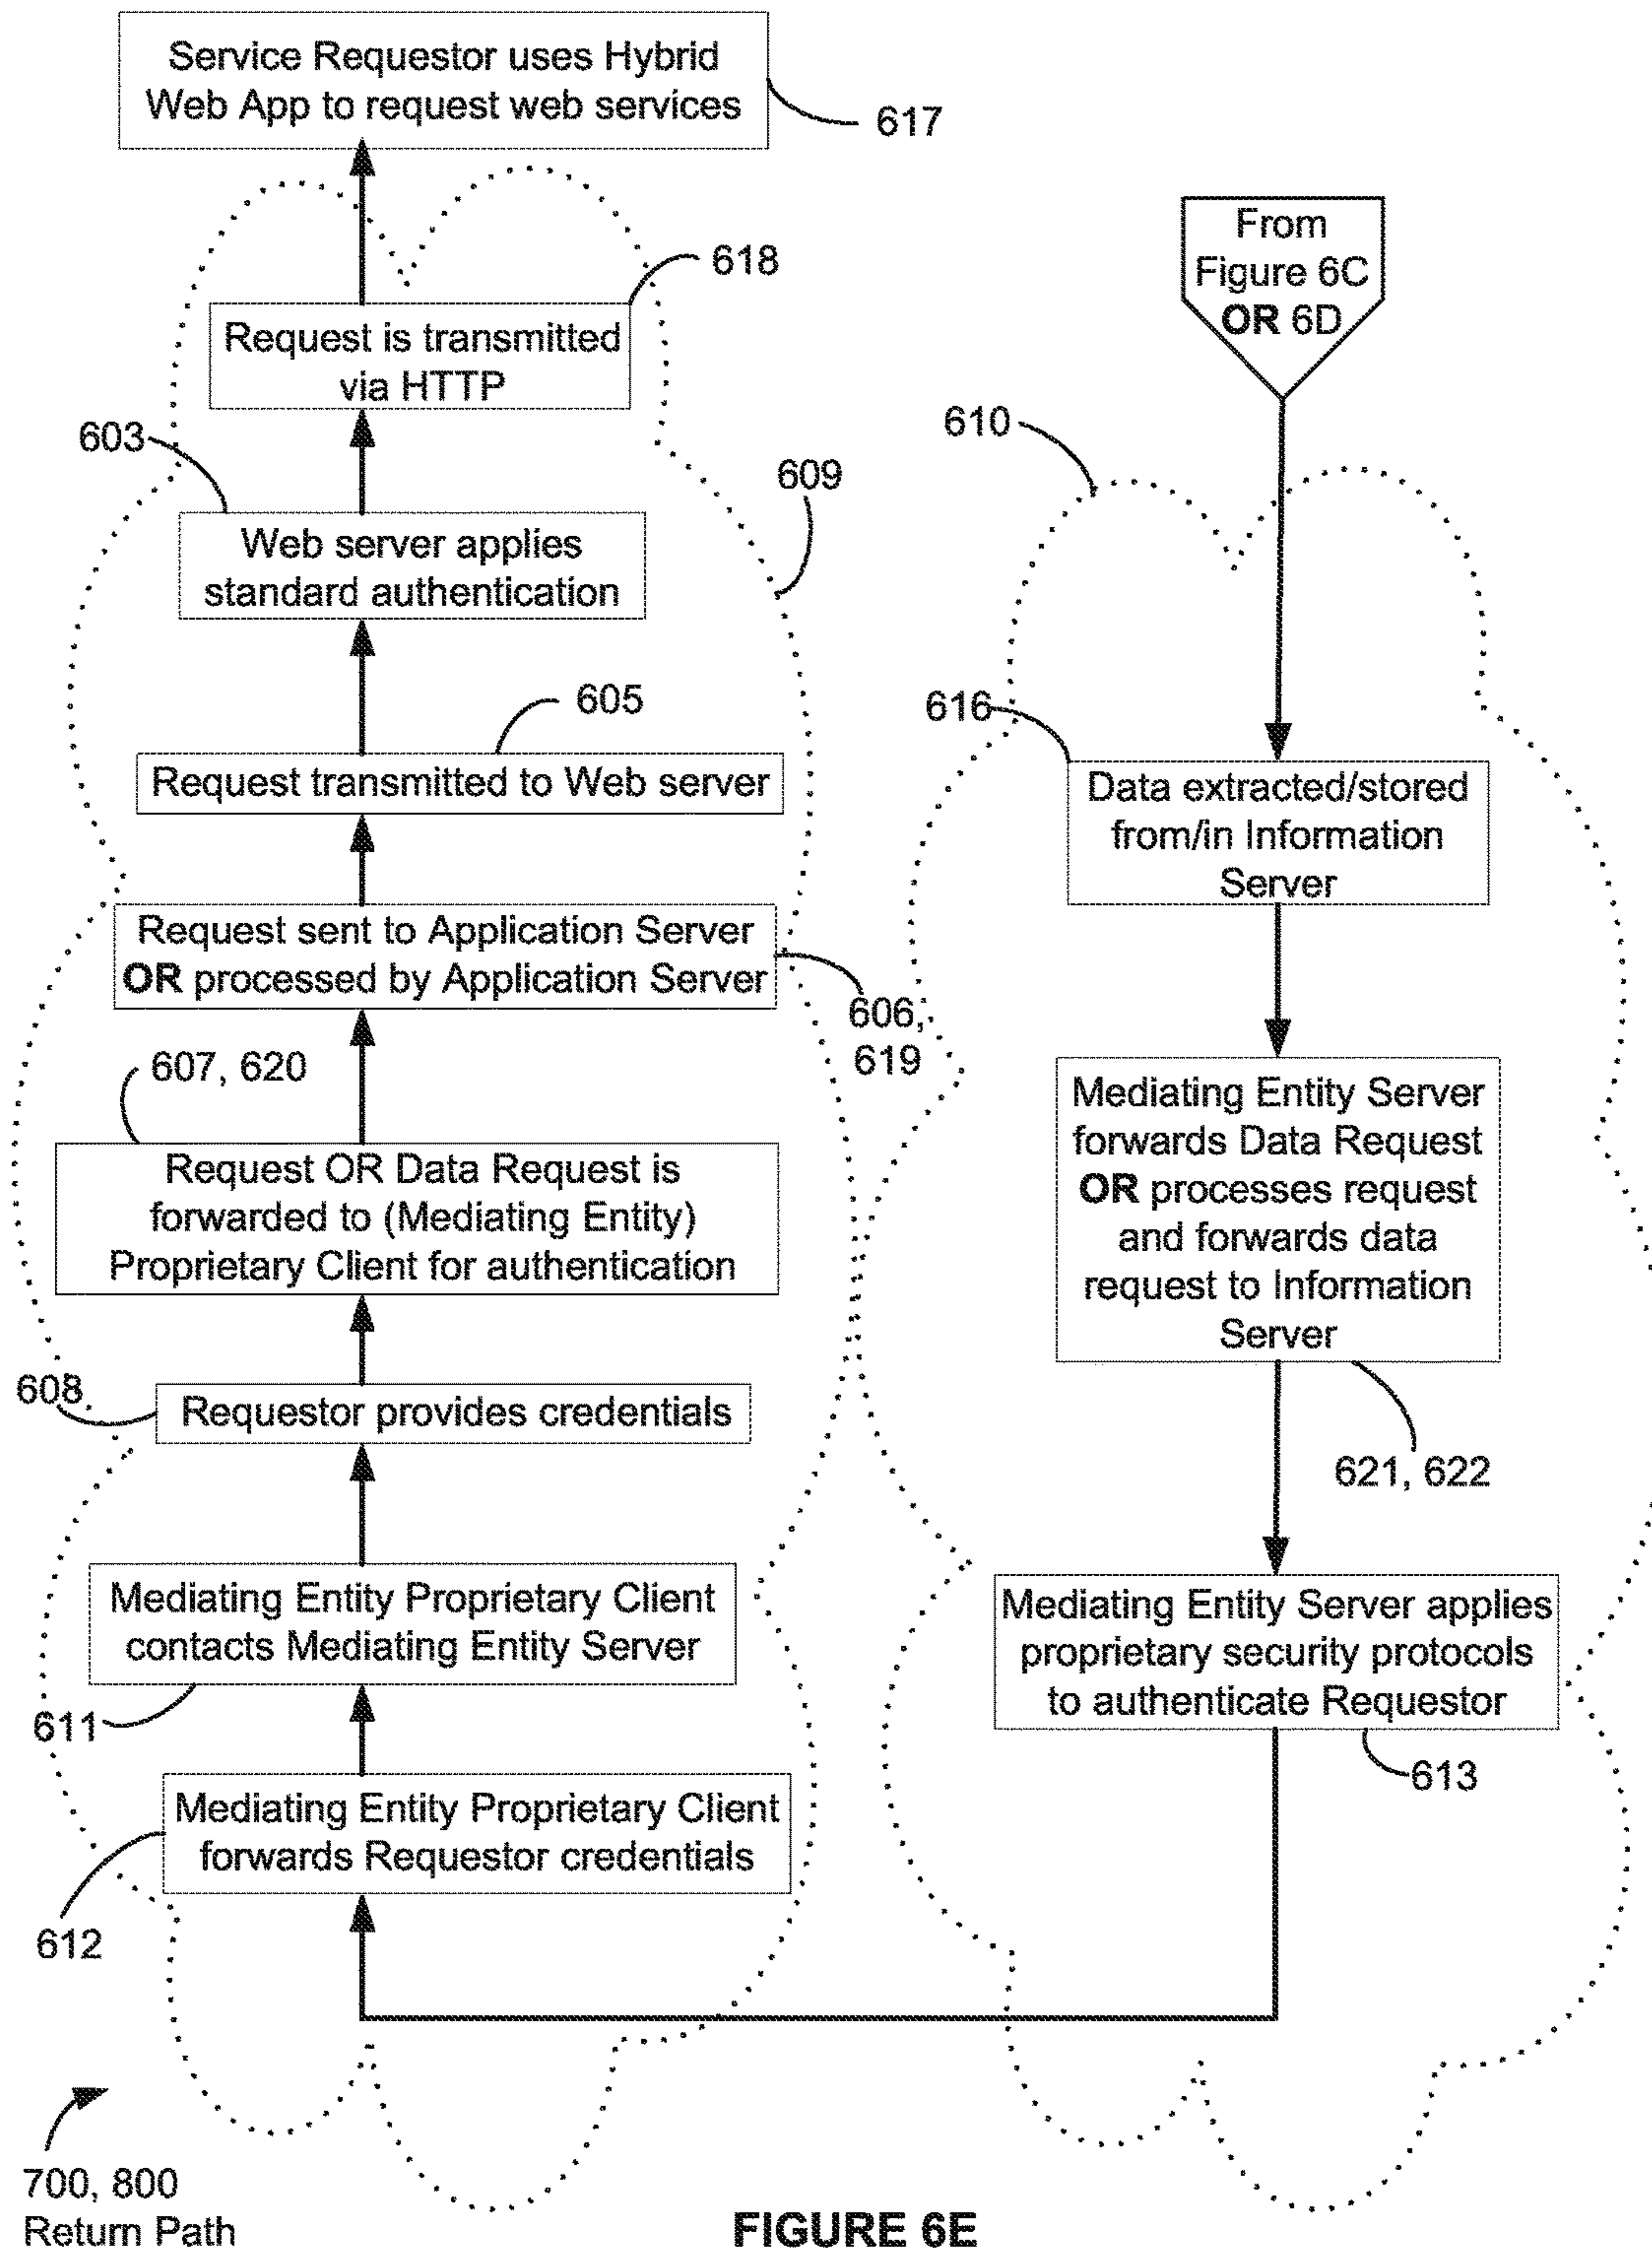 Service Requestor uses Hybrid
Web App to request web services
617
618
Request is transmitted
via HTTP
603
609
Web server applies
standard authentication
605
Request transmitted to Web server
Request sent to Application Server
OR processed by Application Server
606,
619
607, 620
Request OR Data Request is
forwarded to (Mediating Entity)
Proprietary Client for authentication
608
Requestor provides credentials
Mediating Entity Proprietary Client
contacts Mediating Entity Server
611
Mediating Entity Proprietary Client
forwards Requestor credentials
612
From
Figure 6C
OR 6D
610
616
Data extracted/stored
from/in Information
Server
Mediating Entity Server
forwards Data Request
OR processes request
and forwards data
request to Information
Server
621, 622
Mediating Entity Server applies
proprietary security protocols
to authenticate Requestor
613
700, 800
Return Path
FIGURE 6E